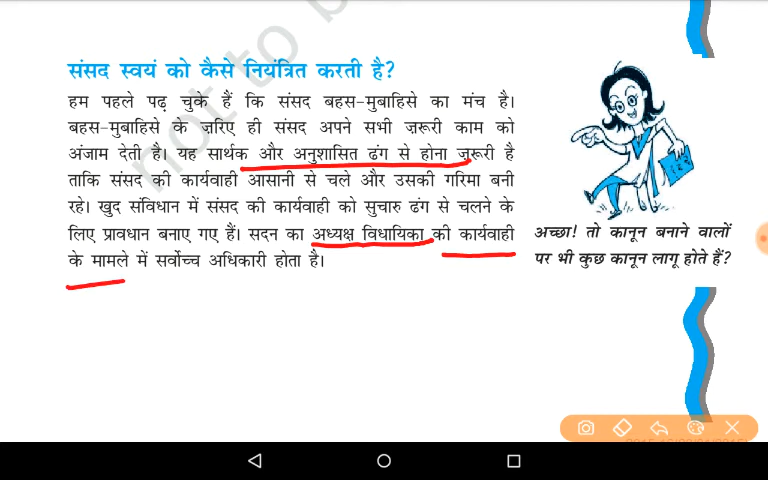 not to b
संसद स्वयं को कैसे नियंत्रित करती है?
हम पहले पढ़ चुके हैं कि संसद बहस-मुबाहिसे का मंच है।
बहस-मुबाहिसे के ज़रिए ही संसद अपने सभी ज़रूरी काम को
अंजाम देती है। यह सार्थक और अनुशासित ढंग से होना ज़रूरी है
ताकि संसद की कार्यवाही आसानी से चले और उसकी गरिमा बनी
रहे। खुद संविधान में संसद की कार्यवाही को सुचारु ढंग से चलने के
लिए प्रावधान बनाए गए हैं। सदन का अध्यक्ष विधायिका की कार्यवाही
के मामले में सर्वोच्च अधिकारी होता है।
अच्छा! तो कानून बनाने वालों
पर भी कुछ कानून लागू होते हैं?